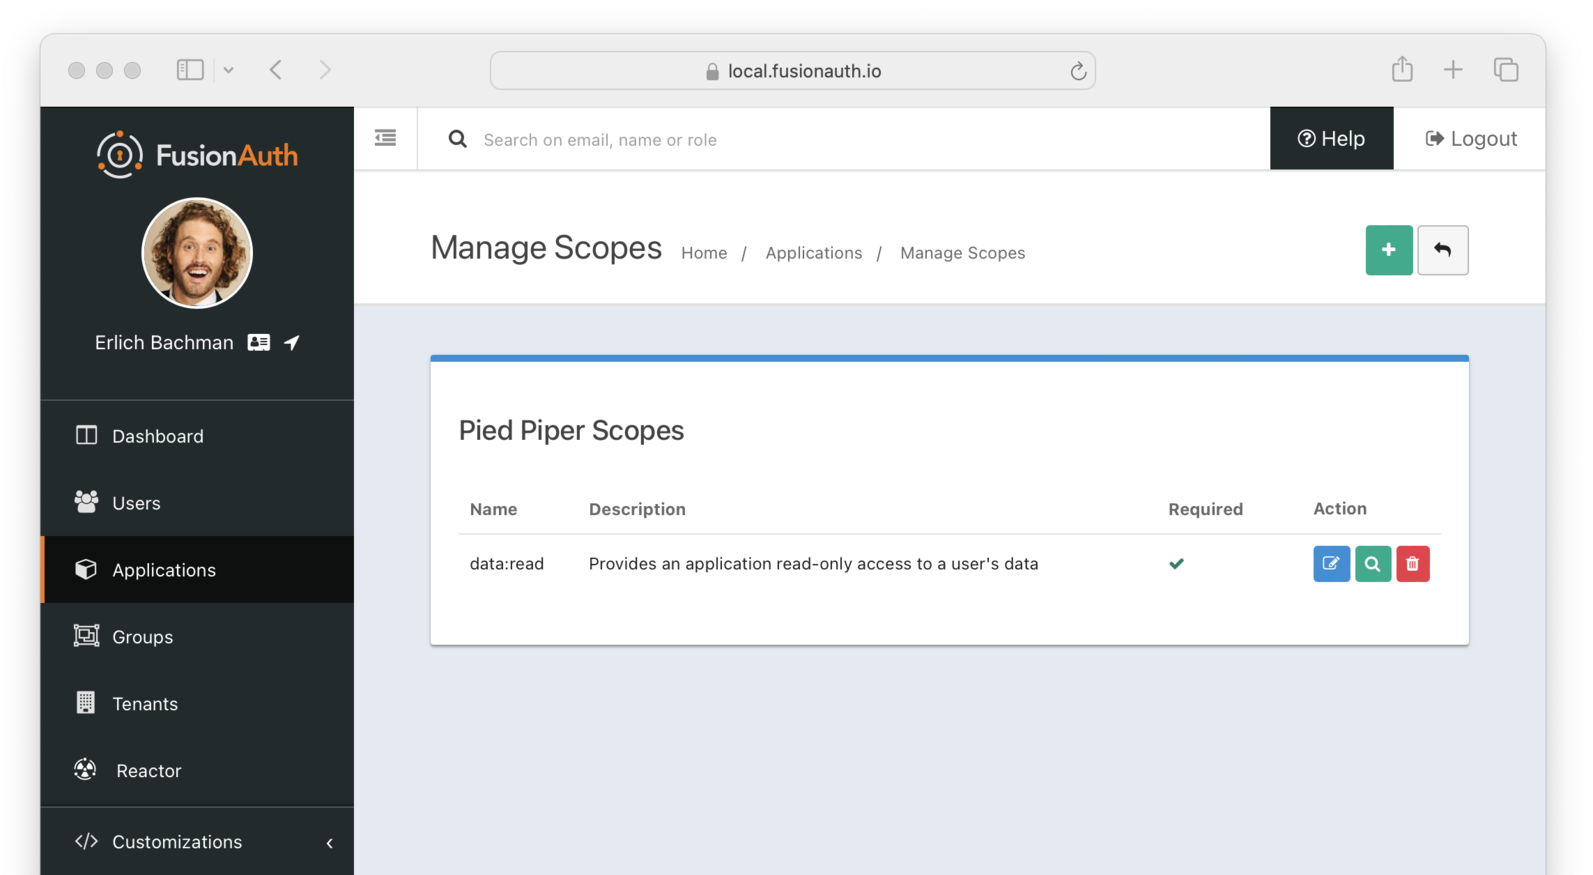 local.fusionauth.io
FusionAuth
Search on email, name or role
Help
Logout
Erlich Bachman
Manage Scopes
Home / Applications / Manage Scopes
Dashboard
Users
Applications
Groups
Tenants
Reactor
Customizations
Pied Piper Scopes
Name Description Required Action
data:read Provides an application read-only access to a user's data